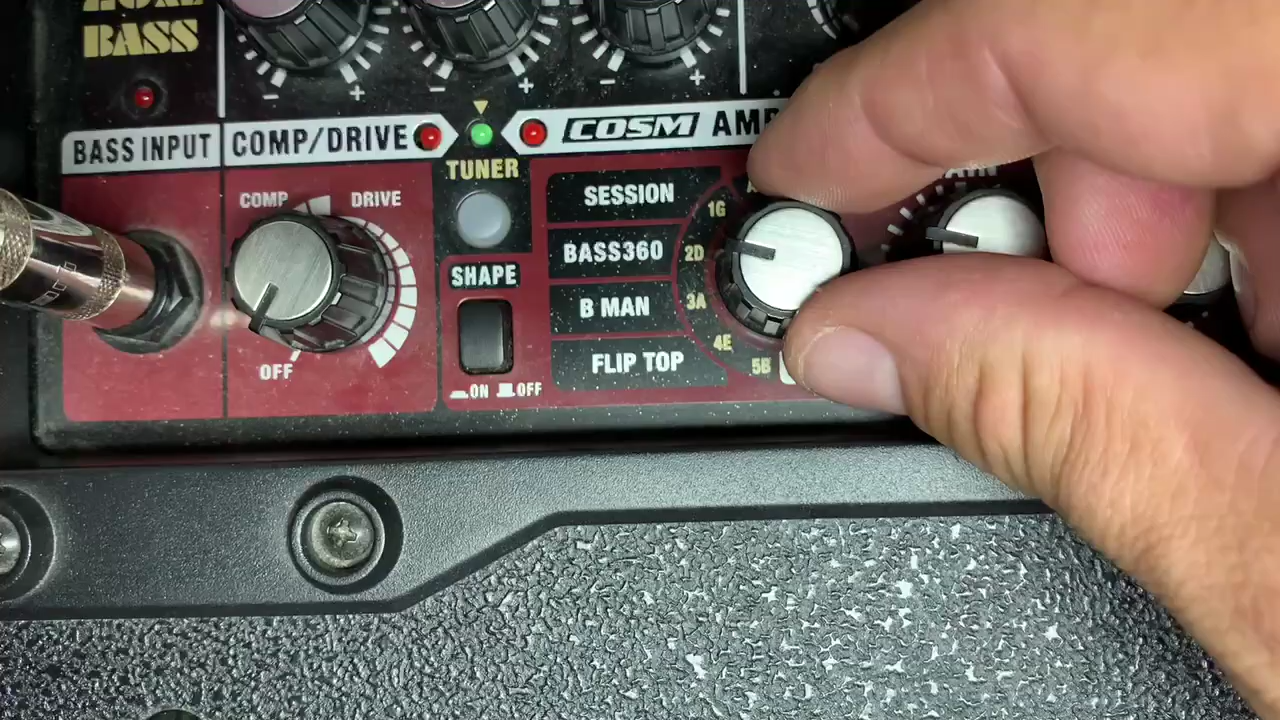 BASS
- +
- +
- +
BASS INPUT
COMP/DRIVE
TUNER
COSM AMP
COMP
DRIVE
OFF
SHAPE
ON OFF
SESSION
BASS360
B MAN
FLIP TOP
1G
2D
3A
4E
5B